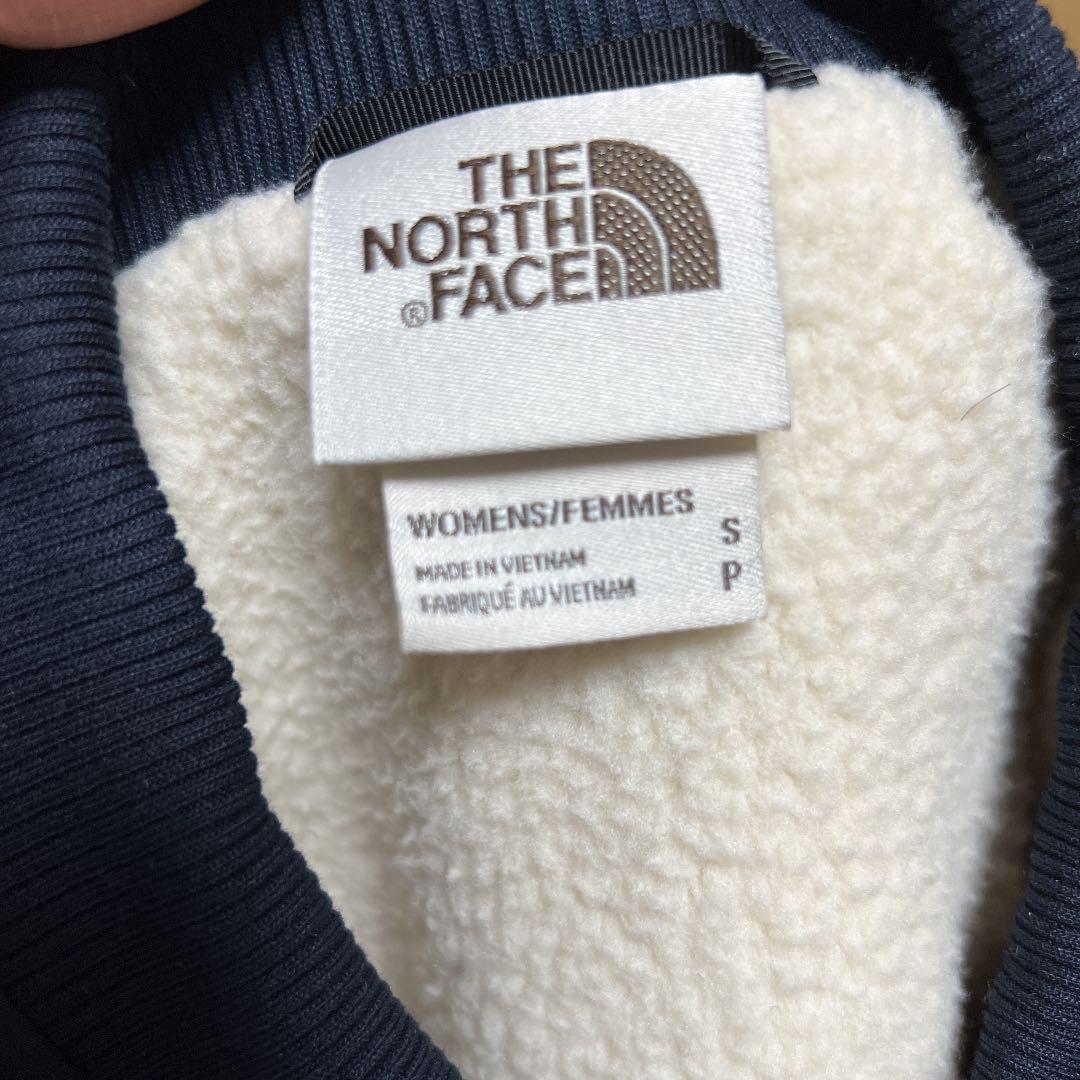 THE
NORTH
®FACE
WOMENS/FEMMES S
MADE IN VIETNAM
FABRIQUÉ AU VIETNAM P